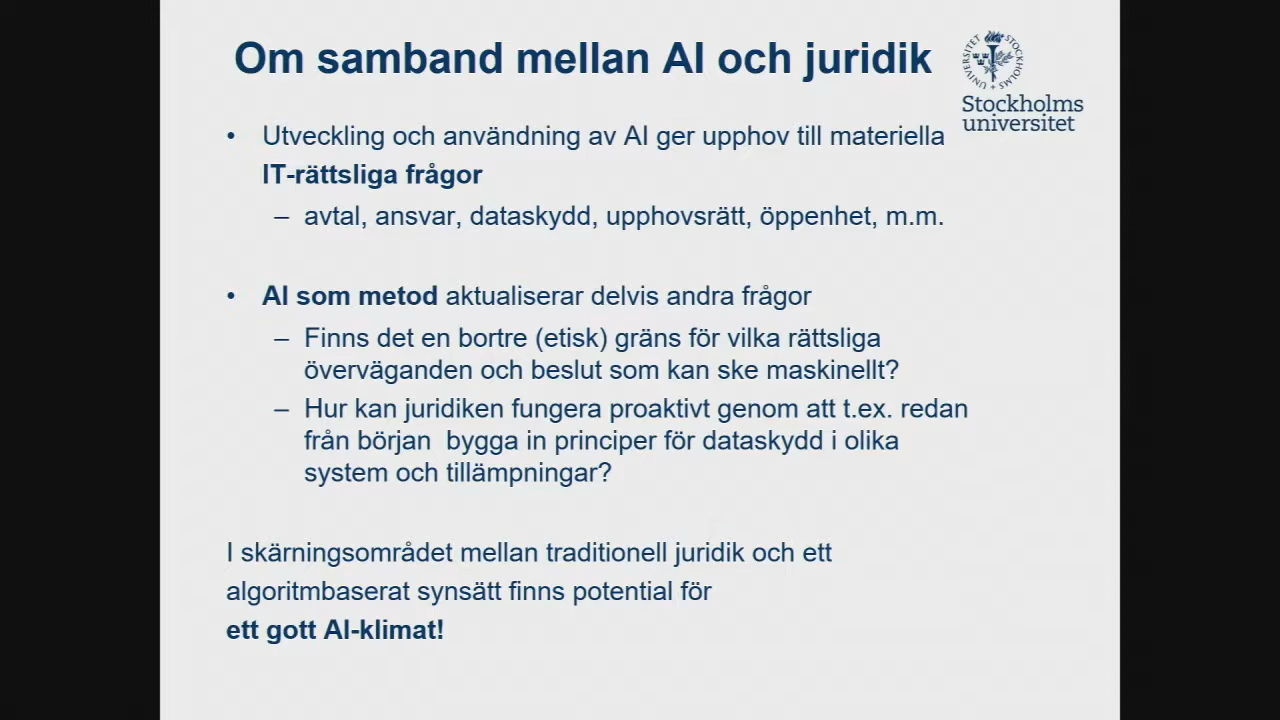 Om samband mellan AI och juridik
STOCKHOLMS UNIVERSITET
Stockholms
universitet
• Utveckling och användning av AI ger upphov till materiella
IT-rättsliga frågor
– avtal, ansvar, dataskydd, upphovsrätt, öppenhet, m.m.
• AI som metod aktualiserar delvis andra frågor
– Finns det en bortre (etisk) gräns för vilka rättsliga
överväganden och beslut som kan ske maskinellt?
– Hur kan juridiken fungera proaktivt genom att t.ex. redan
från början bygga in principer för dataskydd i olika
system och tillämpningar?
I skärningsområdet mellan traditionell juridik och ett
algoritmbaserat synsätt finns potential för
ett gott AI-klimat!